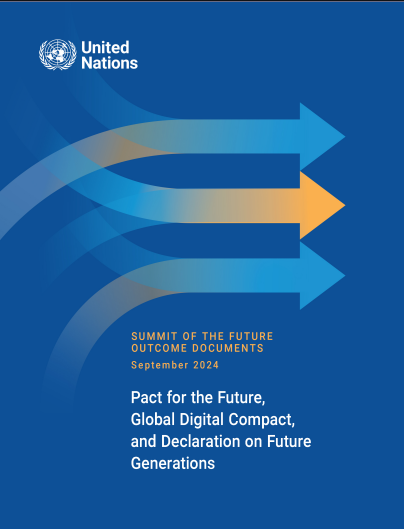 United
Nations
SUMMIT OF THE FUTURE
OUTCOME DOCUMENTS
September 2024
Pact for the Future,
Global Digital Compact,
and Declaration on Future
Generations